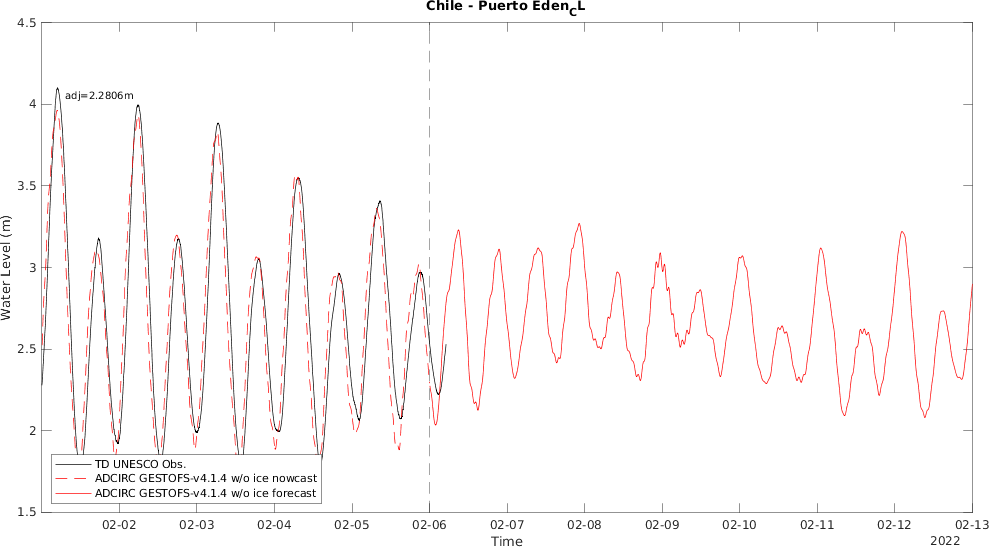 Chile - Puerto Eden_CL
4.5
4
3.5
3
2.5
2
1.5
Water Level (m)
adj=2.2806m
TD UNESCO Obs.
ADCIRC GESTOFS-v4.1.4 w/o ice nowcast
ADCIRC GESTOFS-v4.1.4 w/o ice forecast
02-02 02-03 02-04 02-05 02-06 02-07 02-08 02-09 02-10 02-11 02-12 02-13
Time
2022